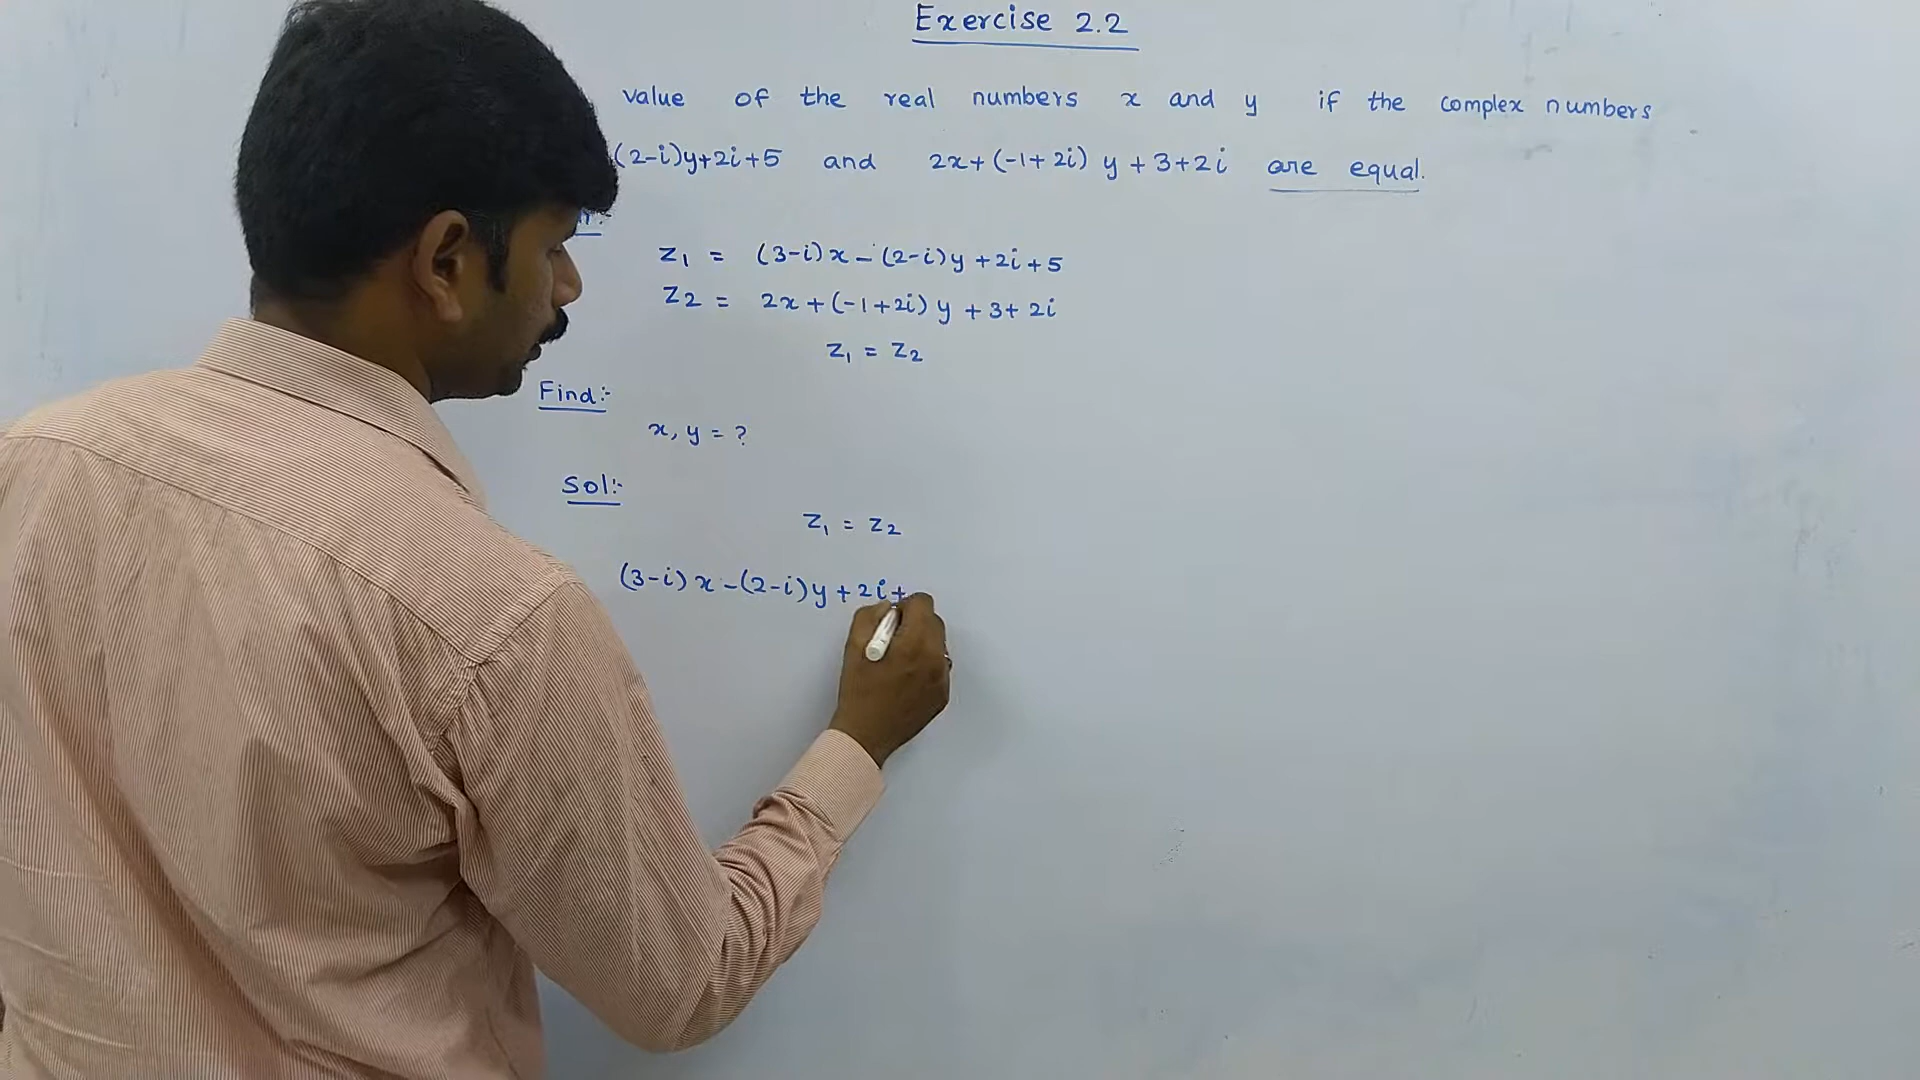 Exercise 2.2
value of the real numbers x and y if the complex numbers
(2-i)y+2i+5 and 2x+(-1+2i) y+3+2i are equal.
z₁ = (3-i)x-(2-i)y+2i+5
z₂ = 2x+(-1+2i) y+3+2i
z₁ = z₂
Find:-
x, y = ?
Sol:-
z₁ = z₂
(3-i)x-(2-i)y+2i+